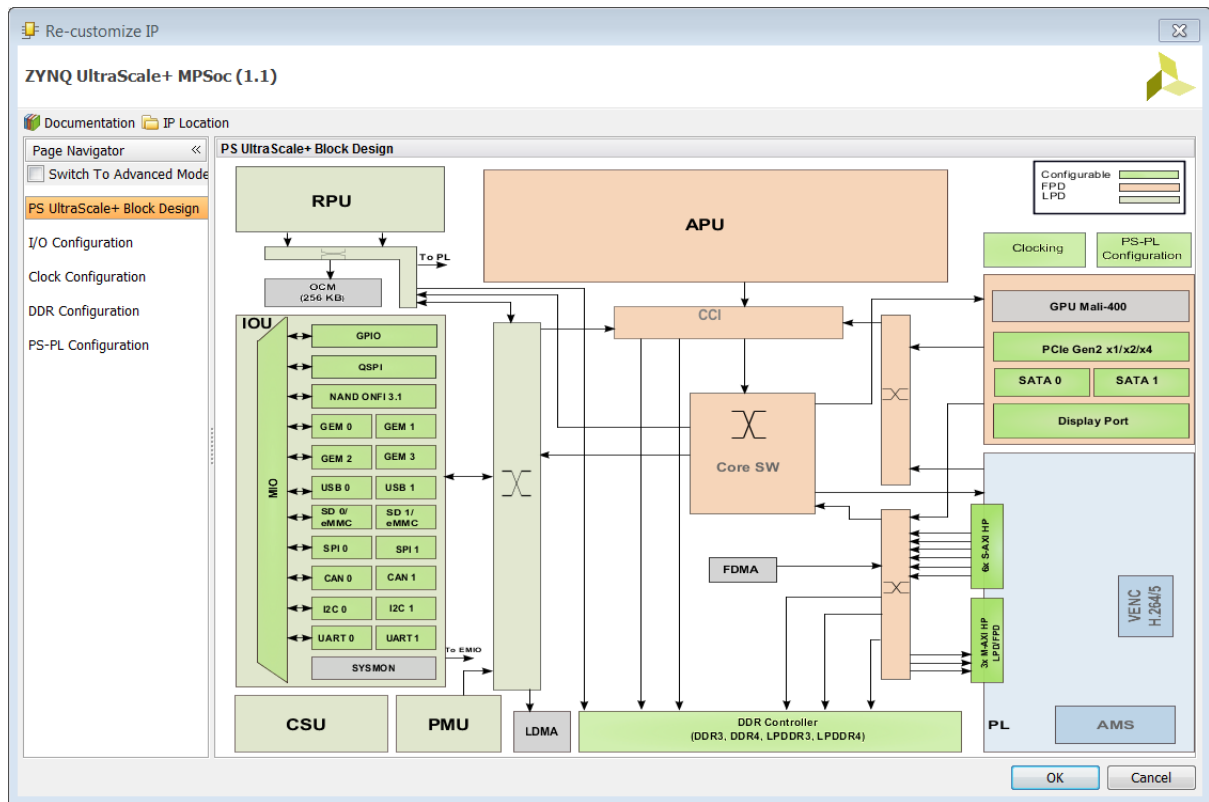 Re-customize IP
ZYNQ UltraScale+ MPSoc (1.1)
Documentation IP Location
Page Navigator «
Switch To Advanced Mode
PS UltraScale+ Block Design
I/O Configuration
Clock Configuration
DDR Configuration
PS-PL Configuration
PS UltraScale+ Block Design
Configurable
FPD
LPD
RPU
To PL
OCM
(256 KB)
APU
Clocking
PS-PL
Configuration
CCI
GPU Mali-400
PCIe Gen2 x1/x2/x4
SATA 0
SATA 1
Display Port
IOU
MIO
GPIO
QSPI
NAND ONFI 3.1
GEM 0
GEM 1
GEM 2
GEM 3
USB 0
USB 1
SD 0/
eMMC
SD 1/
eMMC
SPI 0
SPI 1
CAN 0
CAN 1
I2C 0
I2C 1
UART 0
UART 1
SYSMON
To EMIO
Core SW
FDMA
6x S-AXI HP
3x M-AXI HP
LPD/FPD
VENC
H.264/5
CSU
PMU
LDMA
DDR Controller
(DDR3, DDR4, LPDDR3, LPDDR4)
PL
AMS
OK
Cancel